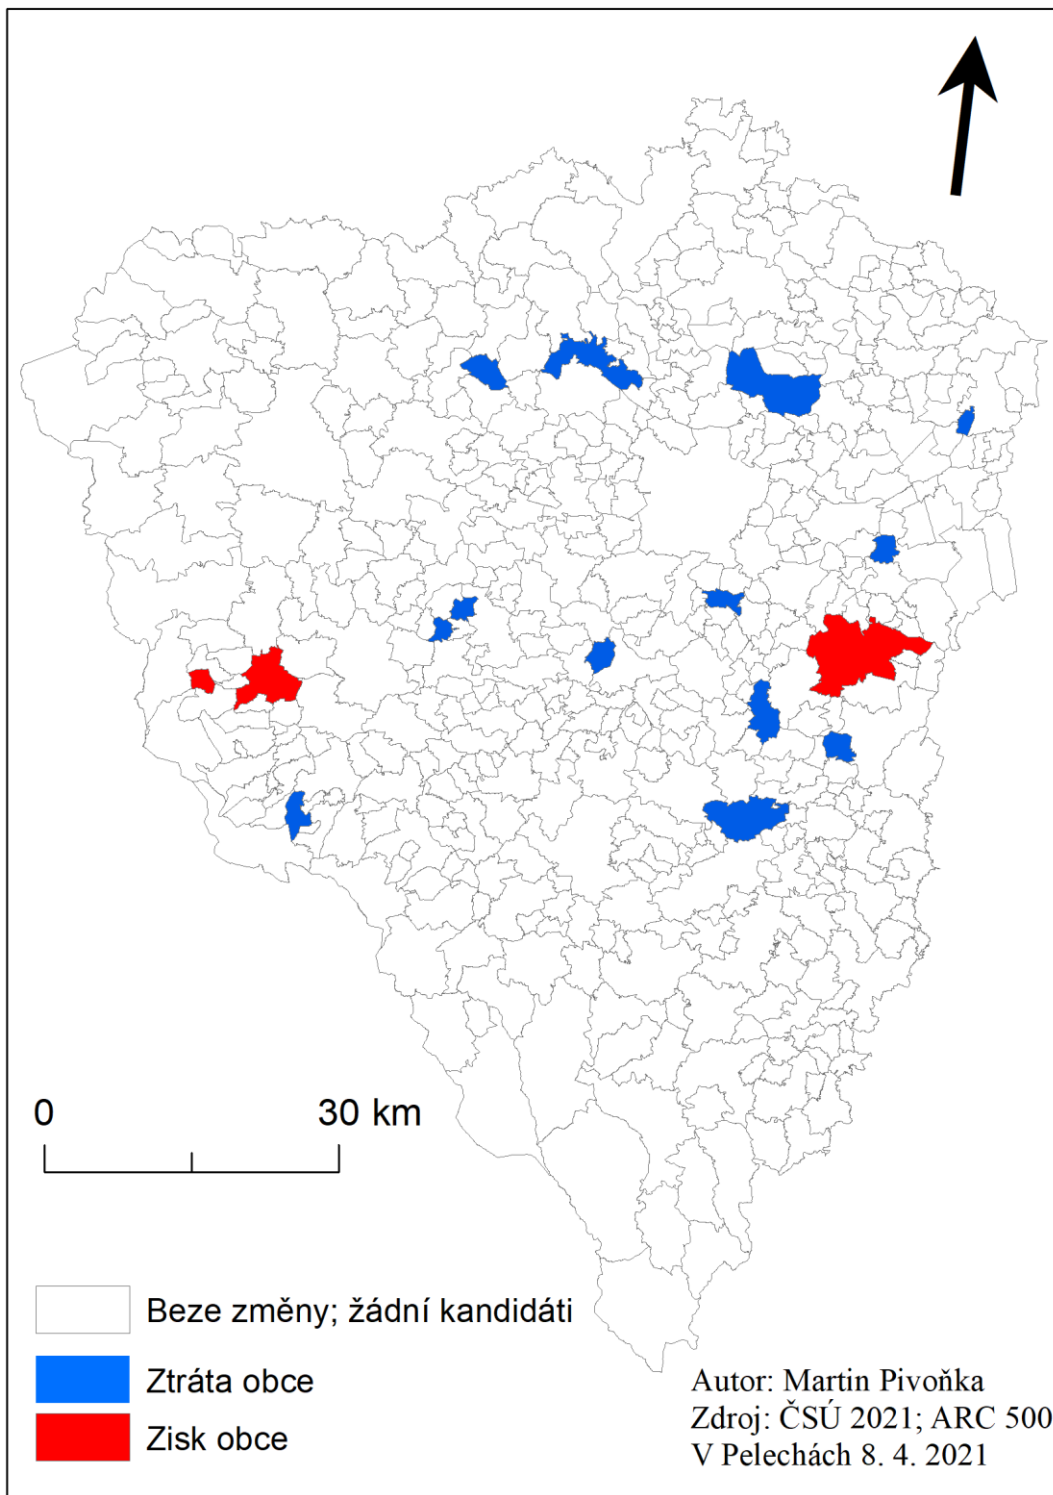 0 30 km
Beze změny; žádní kandidáti
Ztráta obce
Zisk obce
Autor: Martin Pivoňka
Zdroj: ČSÚ 2021; ARC 500
V Pelechách 8. 4. 2021